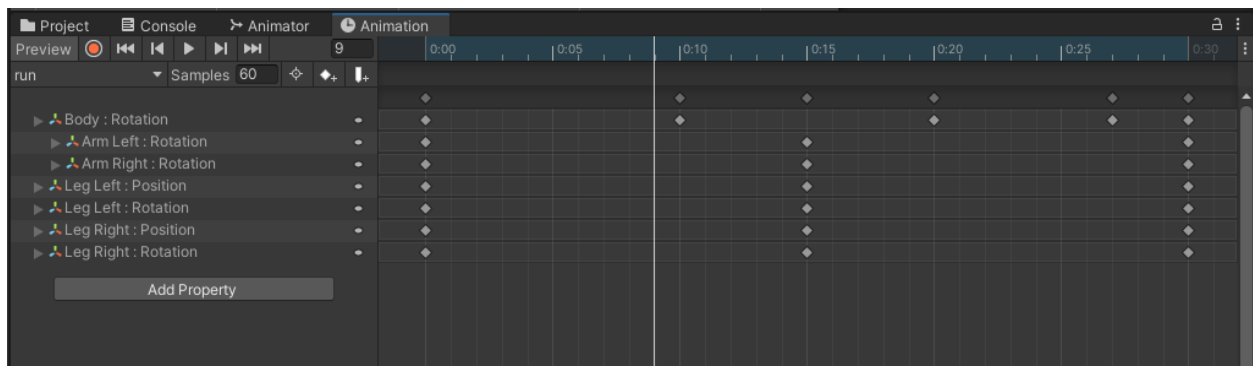 Project Console Animator Animation
Preview 9 0:00 0:05 0:10 0:15 0:20 0:25 0:30
run Samples 60
Body : Rotation
Arm Left : Rotation
Arm Right : Rotation
Leg Left : Position
Leg Left : Rotation
Leg Right : Position
Leg Right : Rotation
Add Property